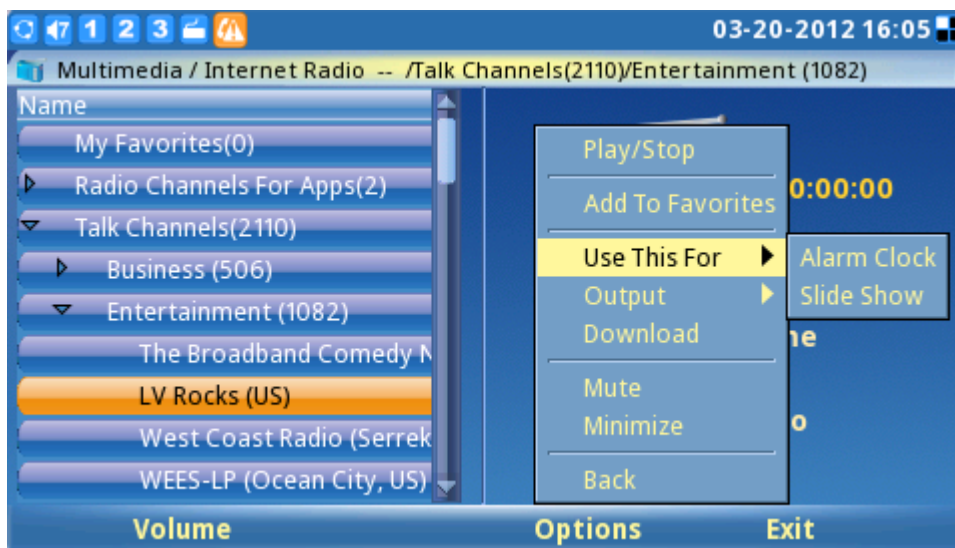 47 1 2 3 03-20-2012 16:05
Multimedia / Internet Radio -- /Talk Channels(2110)/Entertainment (1082)
Name
My Favorites(0)
Radio Channels For Apps(2)
Talk Channels(2110)
Business (506)
Entertainment (1082)
The Broadband Comedy
LV Rocks (US)
West Coast Radio (Serrek
WEES-LP (Ocean City, US)
Play/Stop
Add To Favorites
0:00:00
Use This For
Alarm Clock
Output
Slide Show
Download
Mute
Minimize
Back
Volume Options Exit